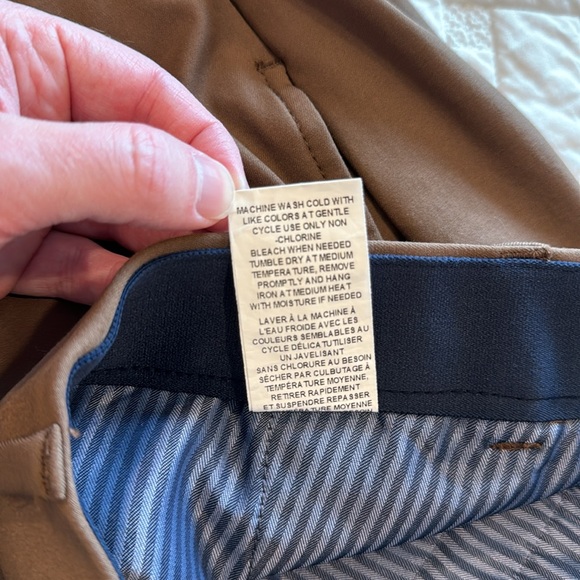 MACHINE WASH COLD WITH
LIKE COLORS AT GENTLE
CYCLE USE ONLY NON
-CHLORINE
BLEACH WHEN NEEDED
TUMBLE DRY AT MEDIUM
TEMPERATURE, REMOVE
PROMPTLY AND HANG
IRON AT MEDIUM HEAT
WITH MOISTURE IF NEEDED
LAVER À LA MACHINE À
L'EAU FROIDE AVEC LES
COULEURS SEMBLABLES AU
CYCLE DÉLICA T/UTILISER
UN JAVELISANT
SANS CHLORURE AU BESOIN
SÉCHER PAR CULBUTAGE À
TEMPÉRATURE MOYENNE.
RETIRER RAPIDEMENT
ET SUSPENDRE REPASSER
TEMPÉRATURE MOYENNE